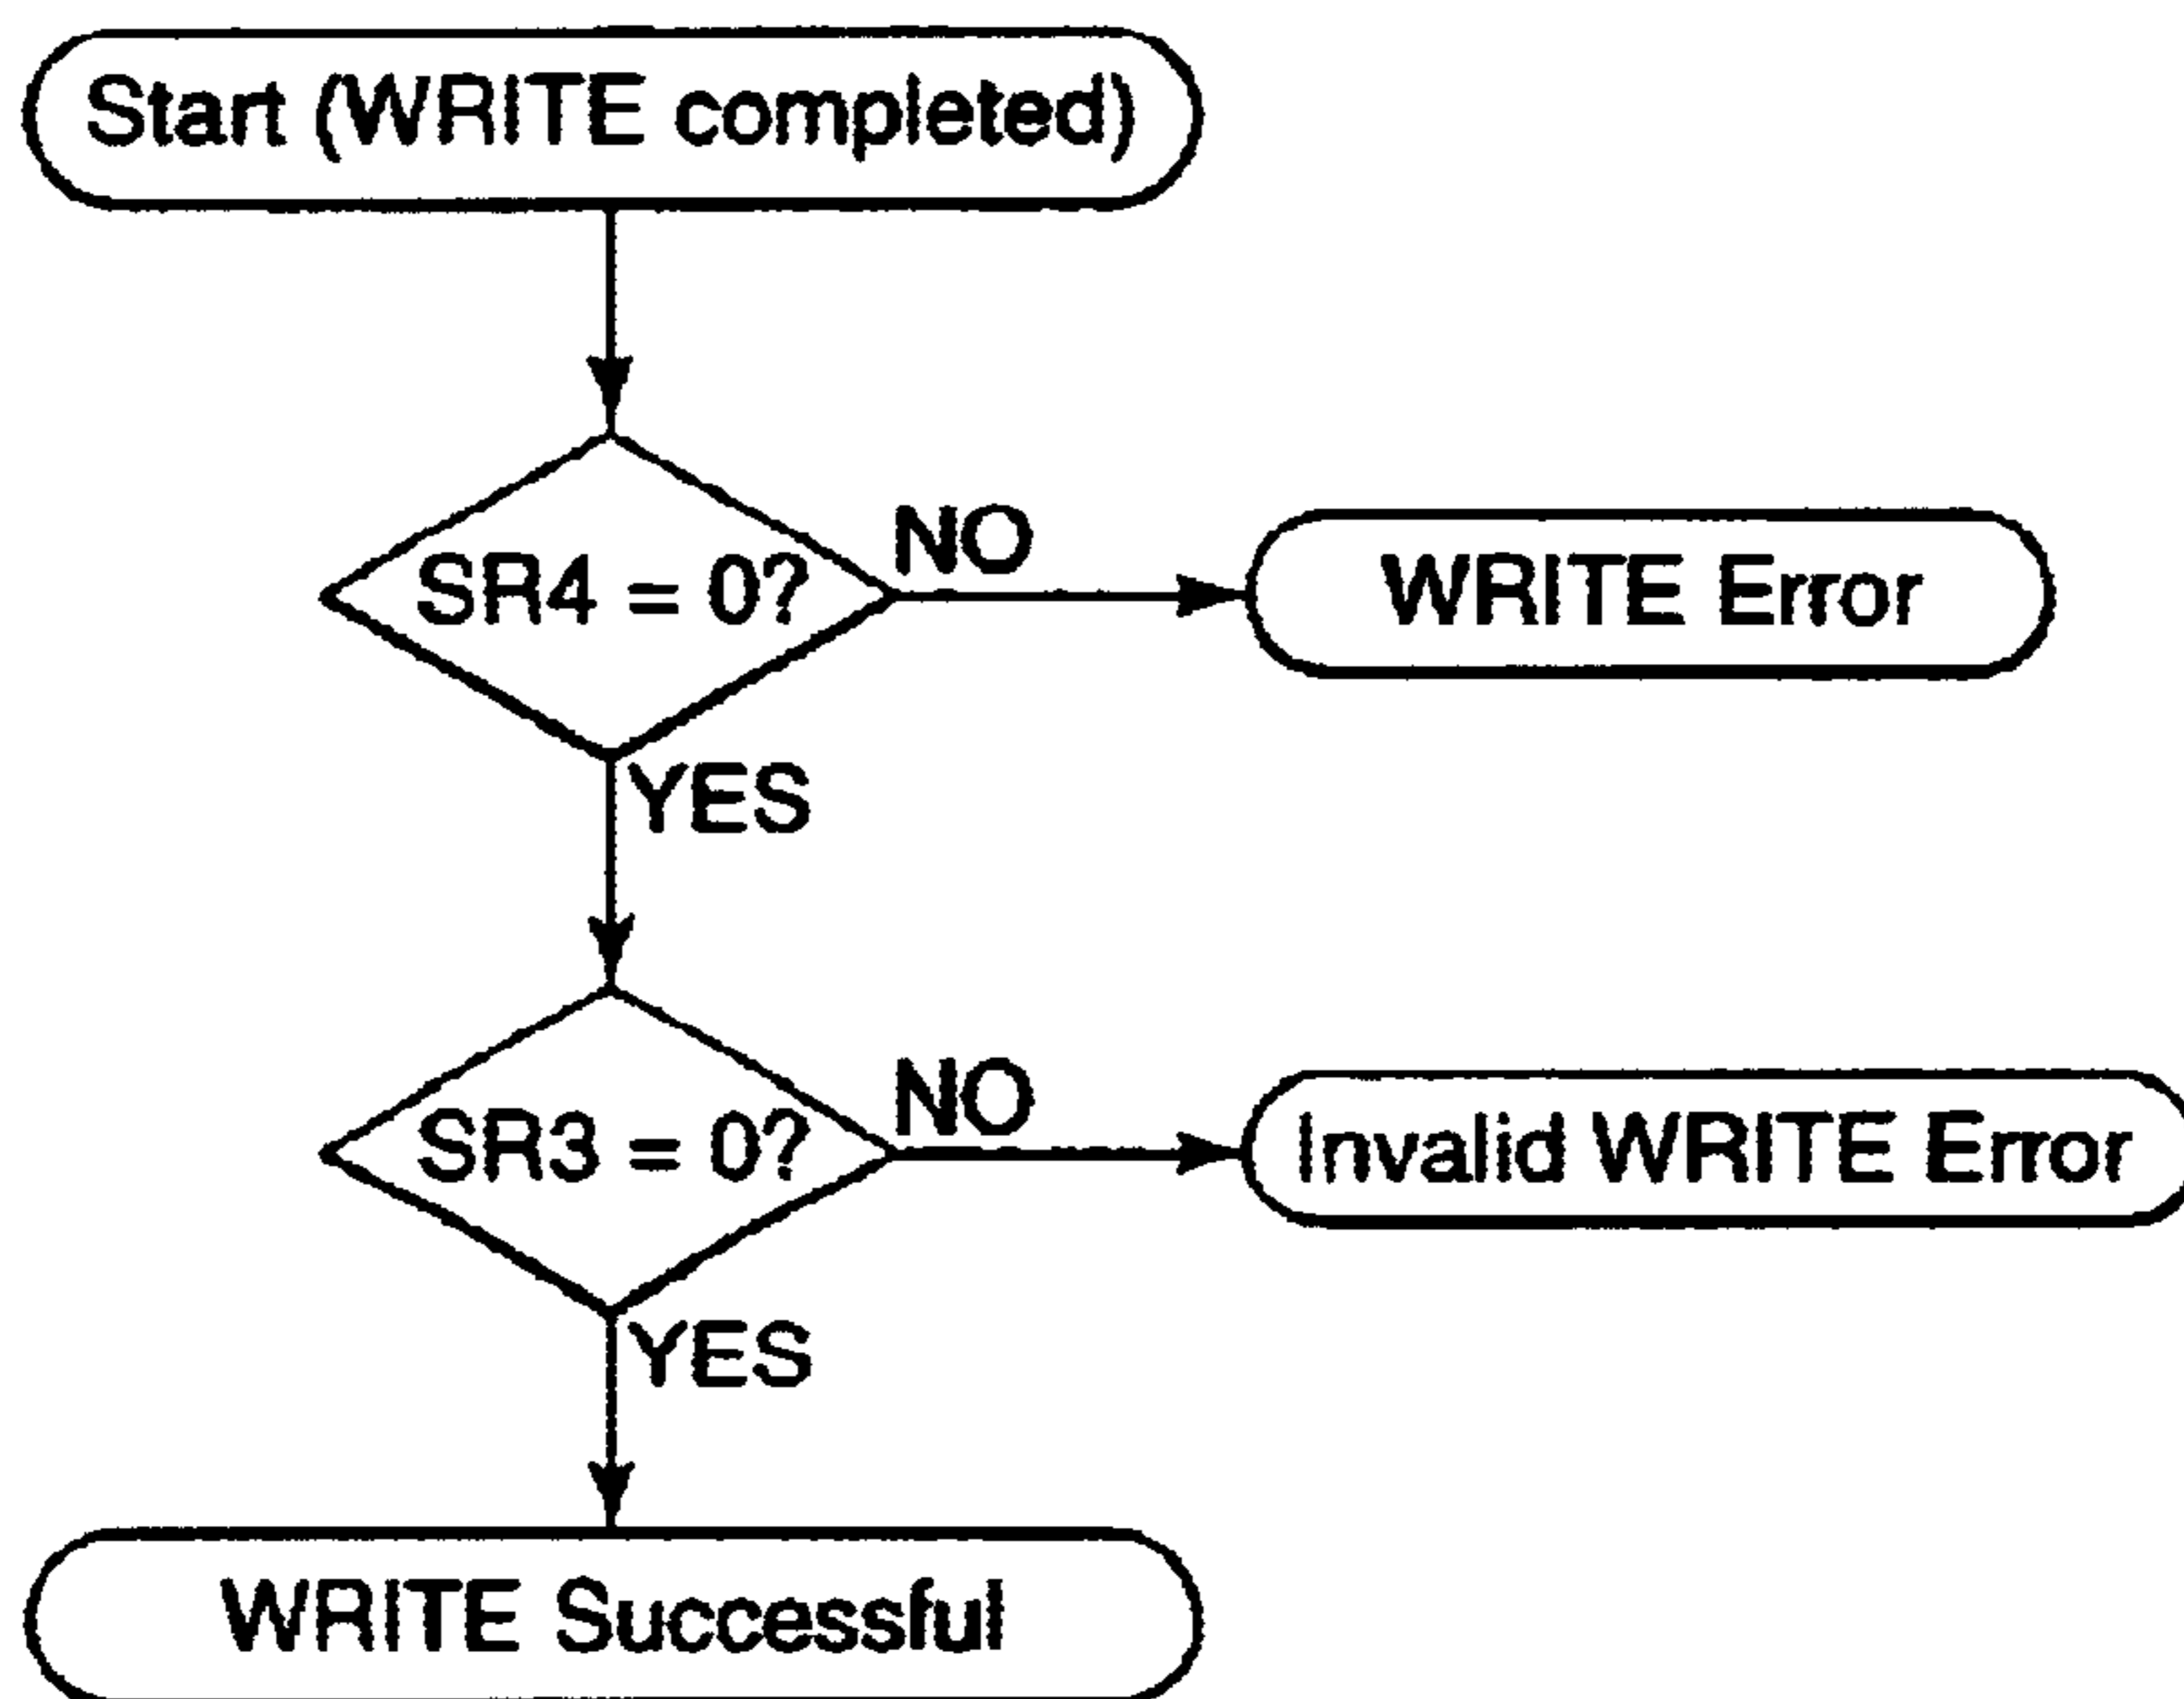 Start (WRITE completed)
SR4 = 0?
NO
WRITE Error
YES
SR3 = 0?
NO
Invalid WRITE Error
YES
WRITE Successful